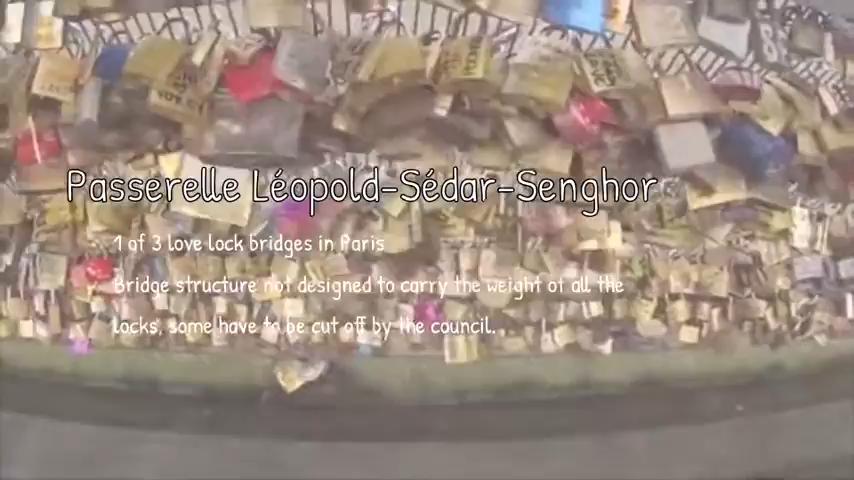 Passerelle Léopold-Sédar-Senghor
1 of 3 love lock bridges in Paris
Bridge structure not designed to carry the weight of all the
locks, some have to be cut off by the council.